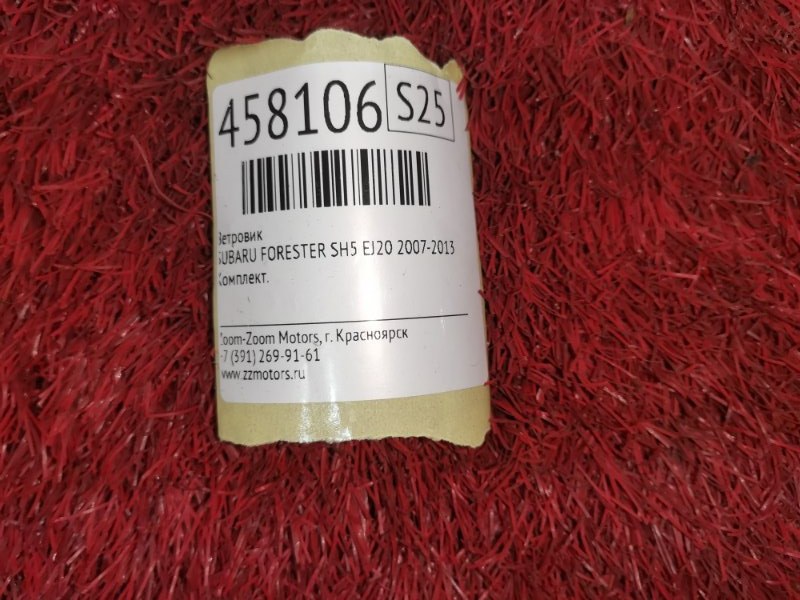 458106 S25
Ветровик
SUBARU FORESTER SH5 EJ20 2007-2013
Комплект.
Zoom-Zoom Motors, г. Красноярск
+7 (391) 269-91-61
www.zzmotors.ru